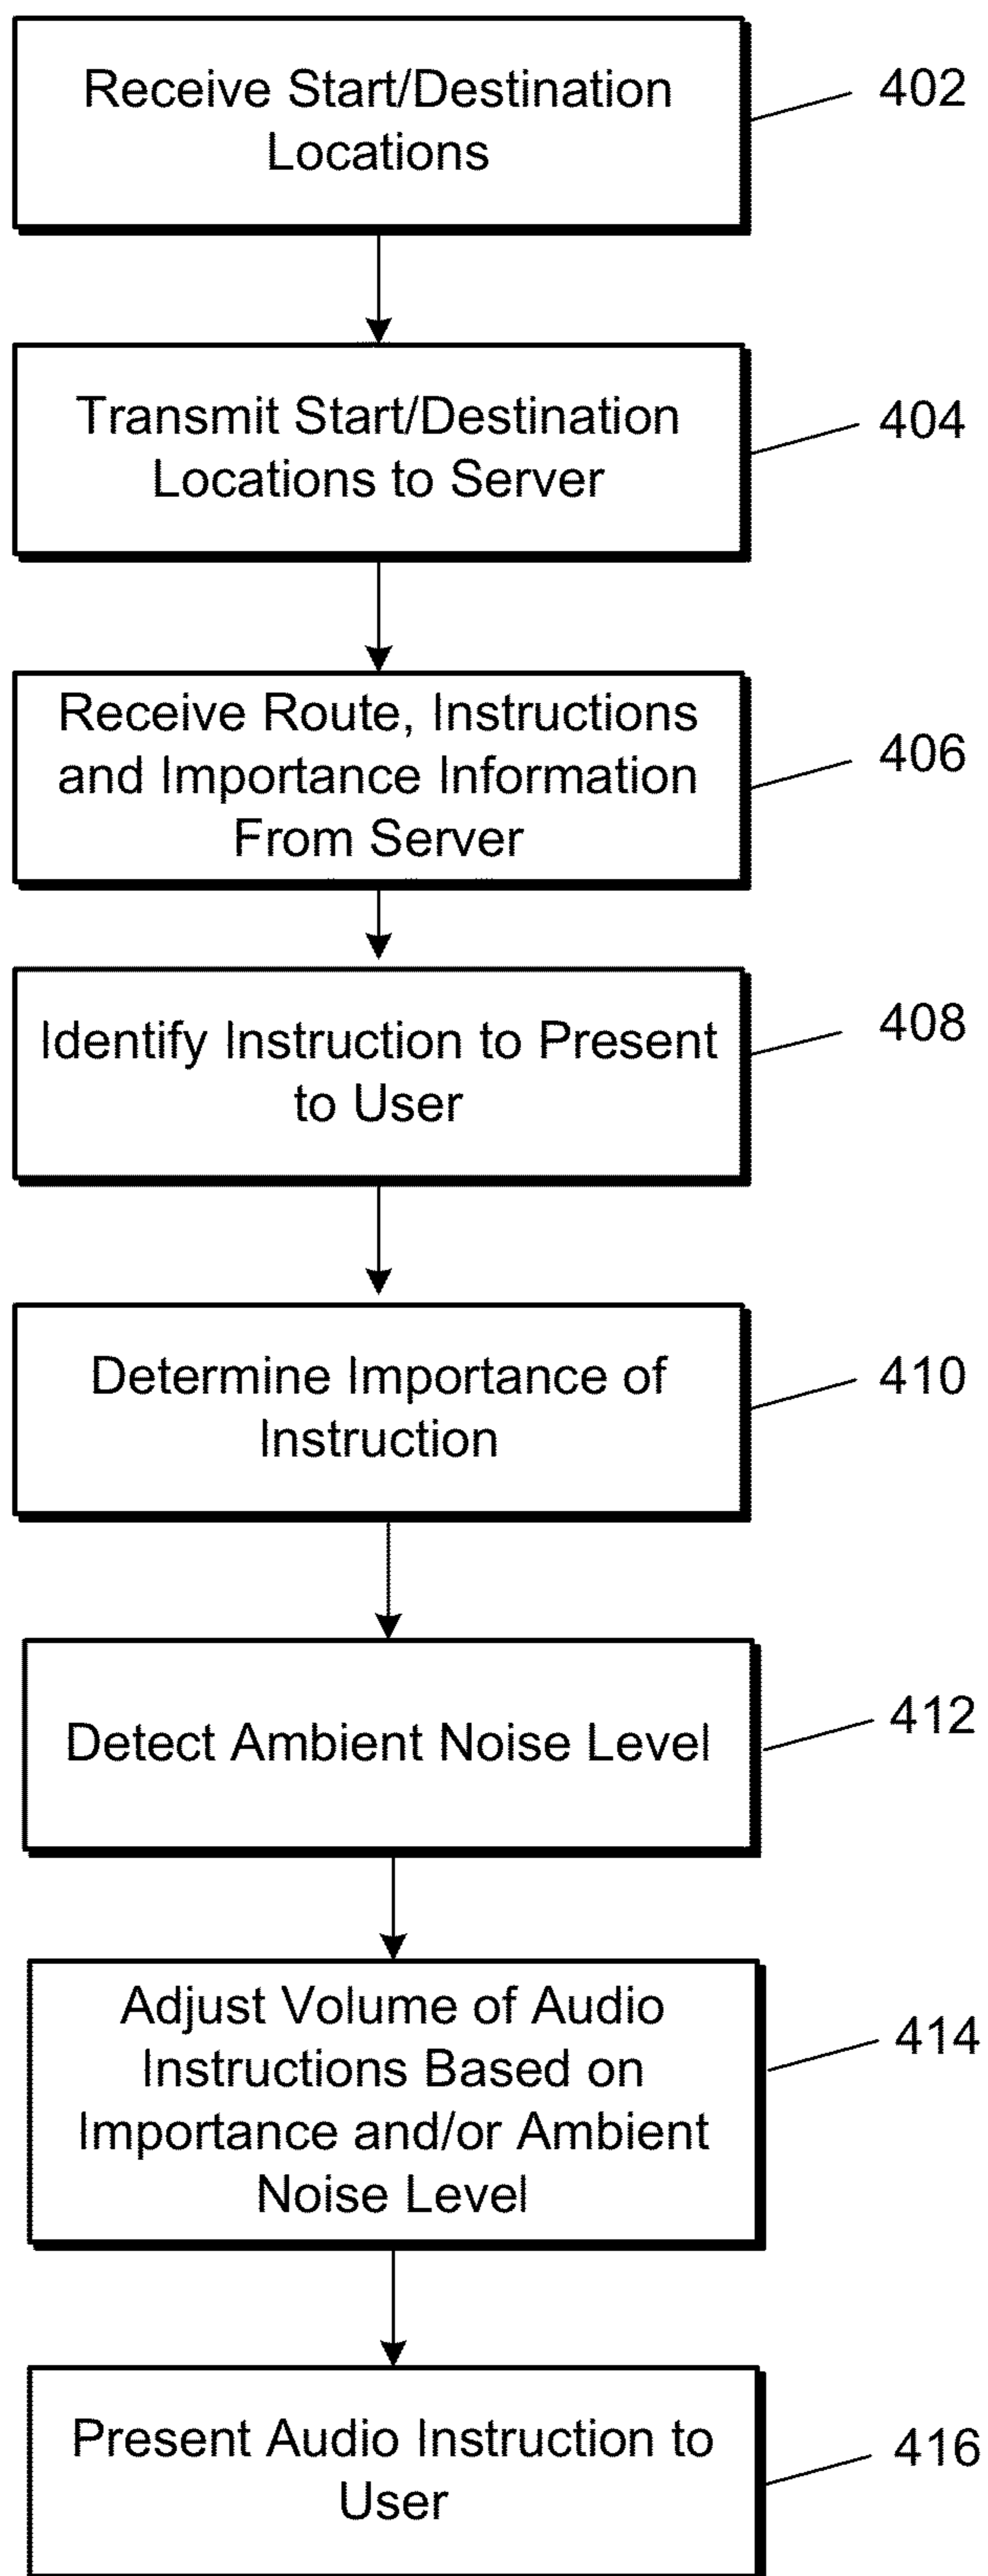 Receive Start/Destination
Locations
402
Transmit Start/Destination
Locations to Server
404
Receive Route, Instructions
and Importance Information
From Server
406
Identify Instruction to Present
to User
408
Determine Importance of
Instruction
410
Detect Ambient Noise Level
412
Adjust Volume of Audio
Instructions Based on
Importance and/or Ambient
Noise Level
414
Present Audio Instruction to
User
416